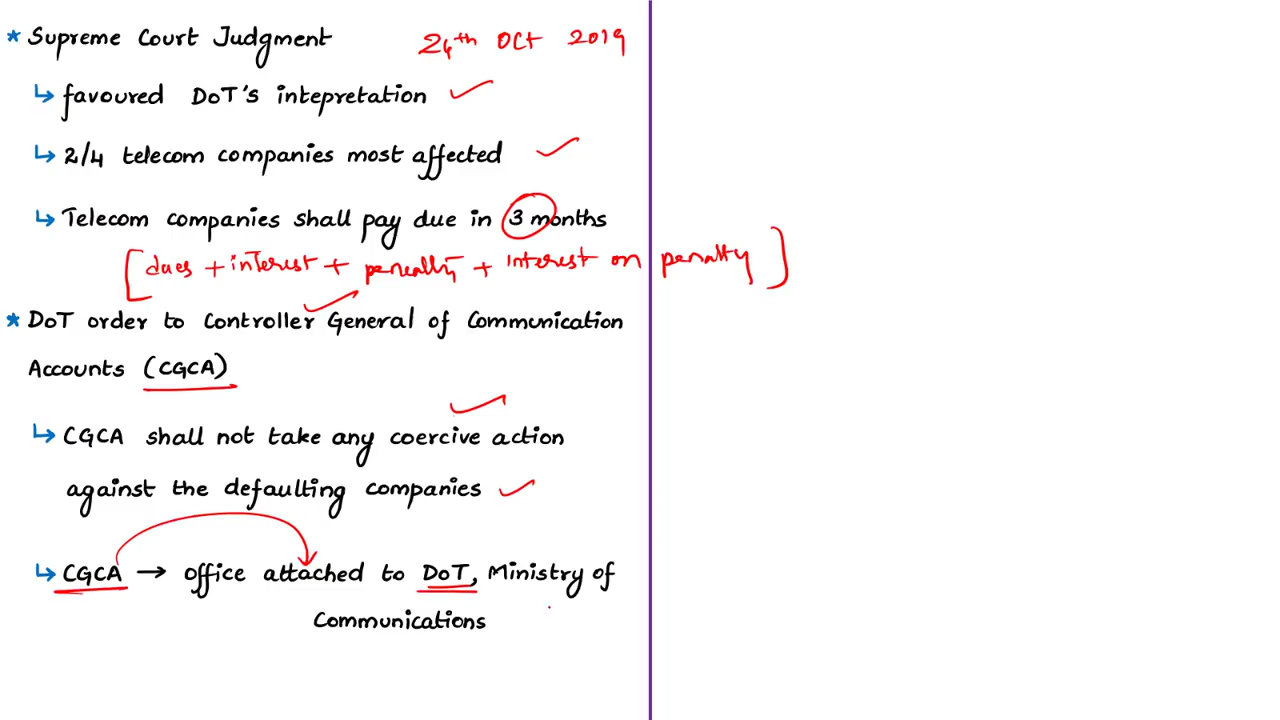 * Supreme Court Judgment 24th Oct 2019
↳ favoured DoT's intepretation ✓
↳ 2/4 telecom companies most affected ✓
↳ Telecom companies shall pay due in 3 months
[dues + interest + penealty + interest on penalty]
* DoT order to Controller General of Communication
Accounts (CGCA)
↳ CGCA shall not take any coercive action
against the defaulting companies ✓
↳ CGCA → office attached to DoT, Ministry of
Communications